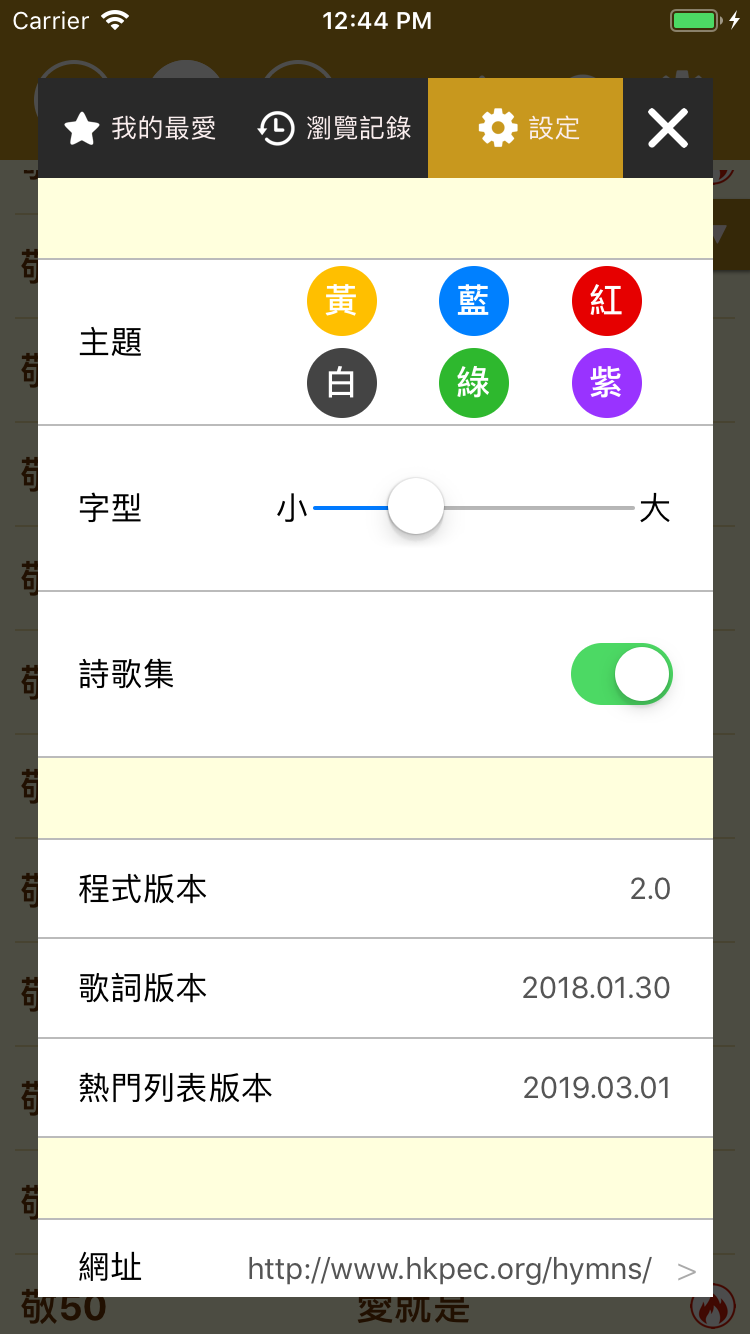 Carrier 12:44 PM
我的最愛 瀏覽記錄 設定
主題
黃 藍 紅
白 綠 紫
字型 小 大
詩歌集
程式版本 2.0
歌詞版本 2018.01.30
熱門列表版本 2019.03.01
網址 http://www.hkpec.org/hymns/ >
敬50 愛就是